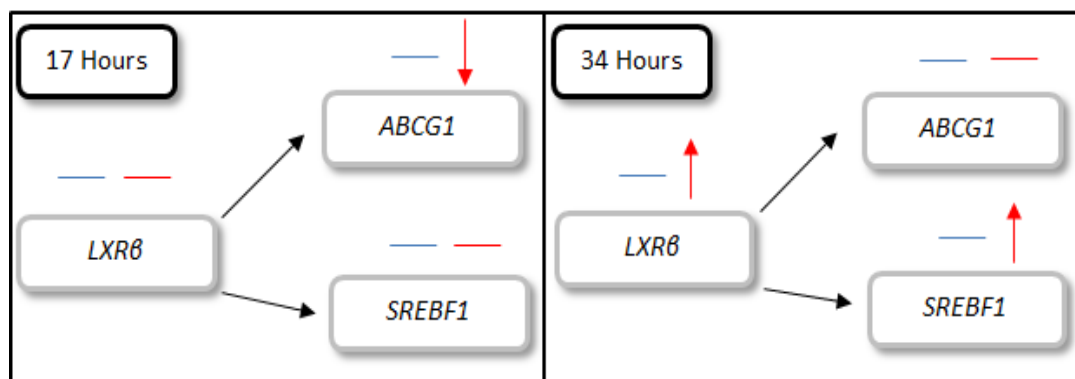 17 Hours
ABCG1
LXRβ
SREBF1
34 Hours
ABCG1
LXRβ
SREBF1